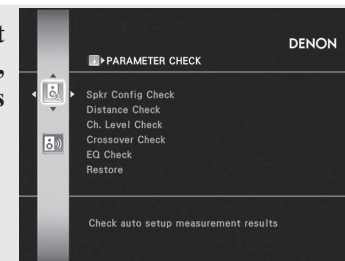 t
,
s
DENON
PARAMETER CHECK
Spkr Config Check
Distance Check
Ch. Level Check
Crossover Check
EQ Check
Restore
Check auto setup measurement results